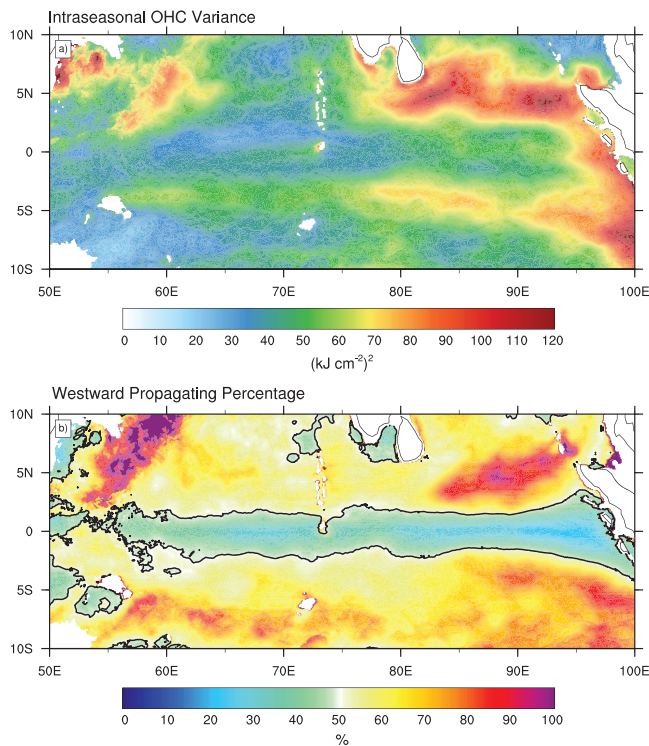 Intraseasonal OHC Variance
10N
a)
5N
0
5S
10S
50E 60E 70E 80E 90E 100E
0 10 20 30 40 50 60 70 80 90 100 110 120
(kJ cm⁻²)²
Westward Propagating Percentage
10N
b)
5N
0
5S
10S
50E 60E 70E 80E 90E 100E
0 10 20 30 40 50 60 70 80 90 100
%